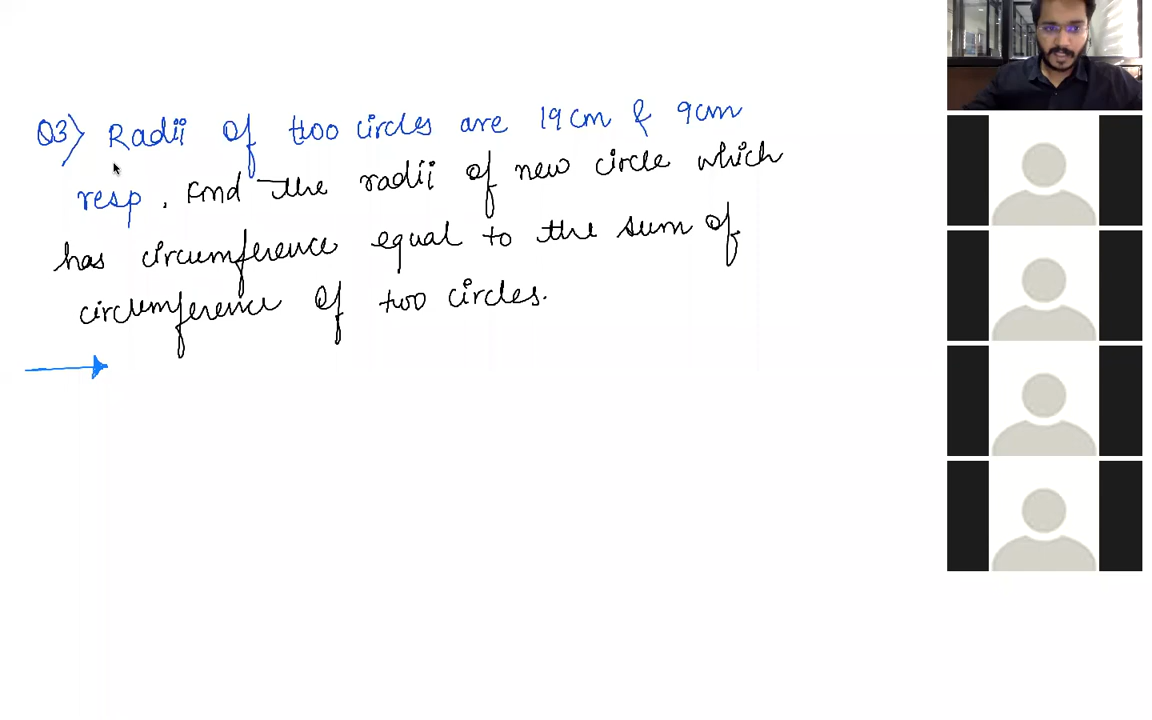 Q3) Radii of two circles are 19cm & 9cm
resp. Find the radii of new circle which
has circumference equal to the sum of
circumference of two circles.